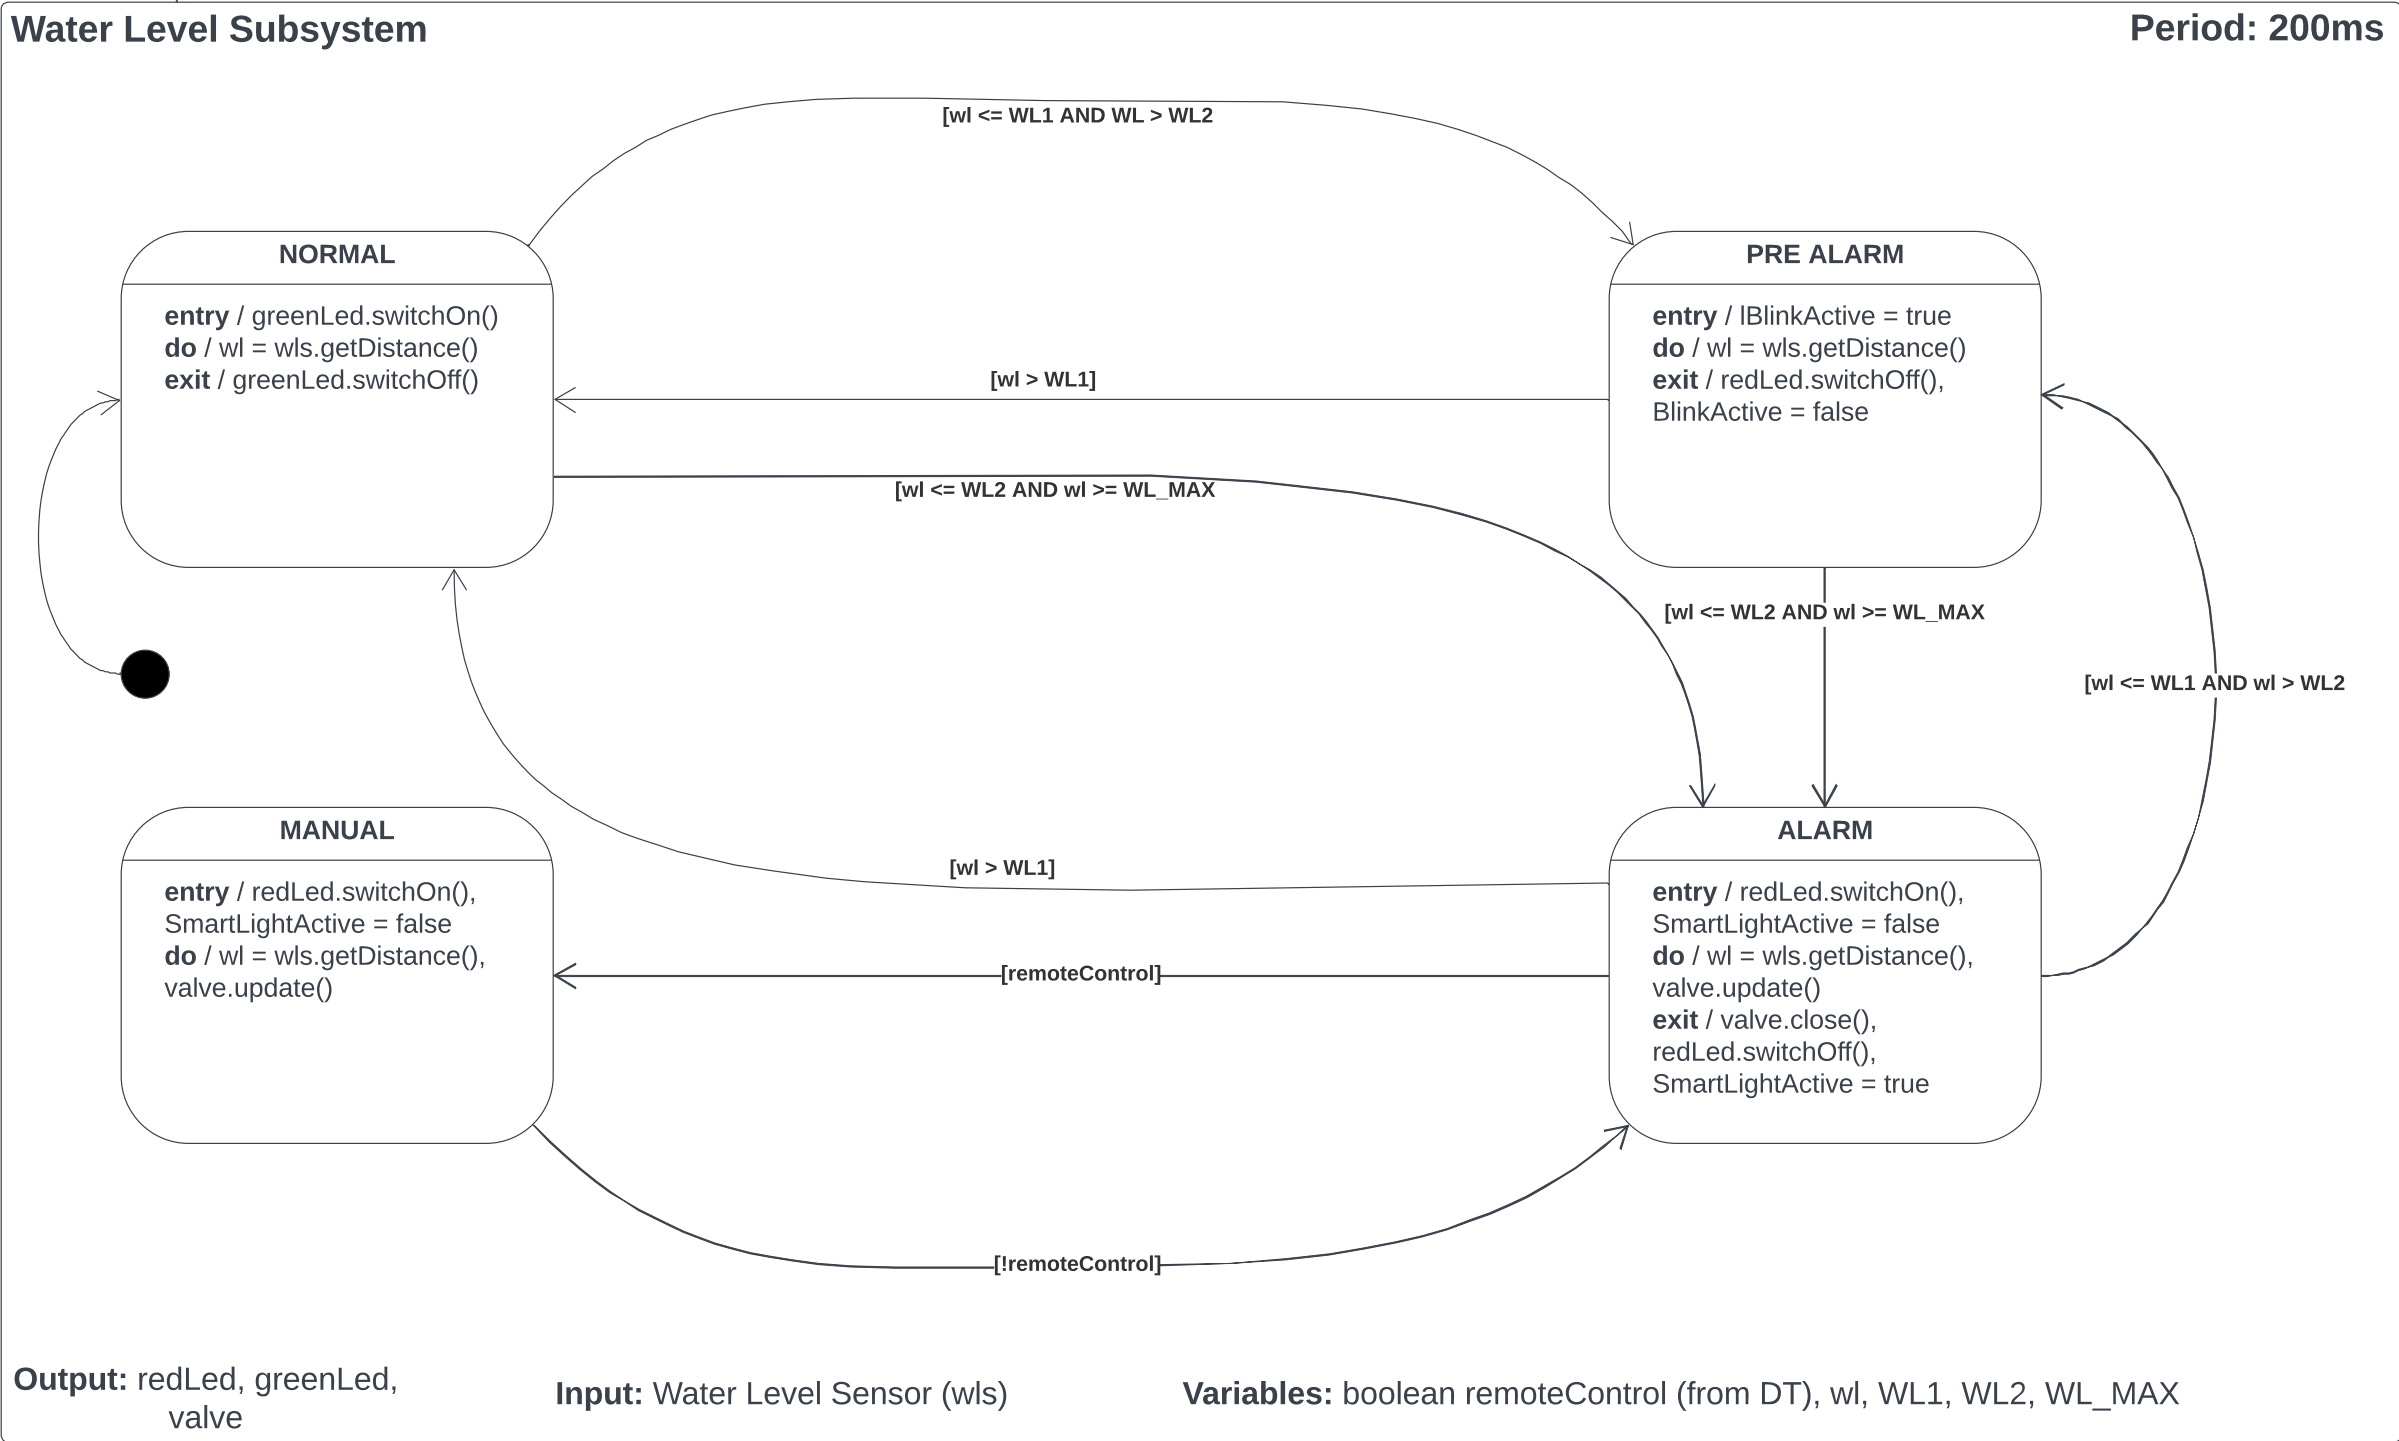 Water Level Subsystem
Period: 200ms
[wl <= WL1 AND WL > WL2
NORMAL
entry / greenLed.switchOn()
do / wl = wls.getDistance()
exit / greenLed.switchOff()
PRE ALARM
entry / lBlinkActive = true
do / wl = wls.getDistance()
exit / redLed.switchOff(),
BlinkActive = false
[wl > WL1]
[wl <= WL2 AND wl >= WL_MAX
[wl <= WL2 AND wl >= WL_MAX
[wl <= WL1 AND wl > WL2
MANUAL
entry / redLed.switchOn(),
SmartLightActive = false
do / wl = wls.getDistance(),
valve.update()
[wl > WL1]
ALARM
entry / redLed.switchOn(),
SmartLightActive = false
do / wl = wls.getDistance(),
valve.update()
exit / valve.close(),
redLed.switchOff(),
SmartLightActive = true
[remoteControl]
[!remoteControl]
Output: redLed, greenLed,
valve
Input: Water Level Sensor (wls)
Variables: boolean remoteControl (from DT), wl, WL1, WL2, WL_MAX